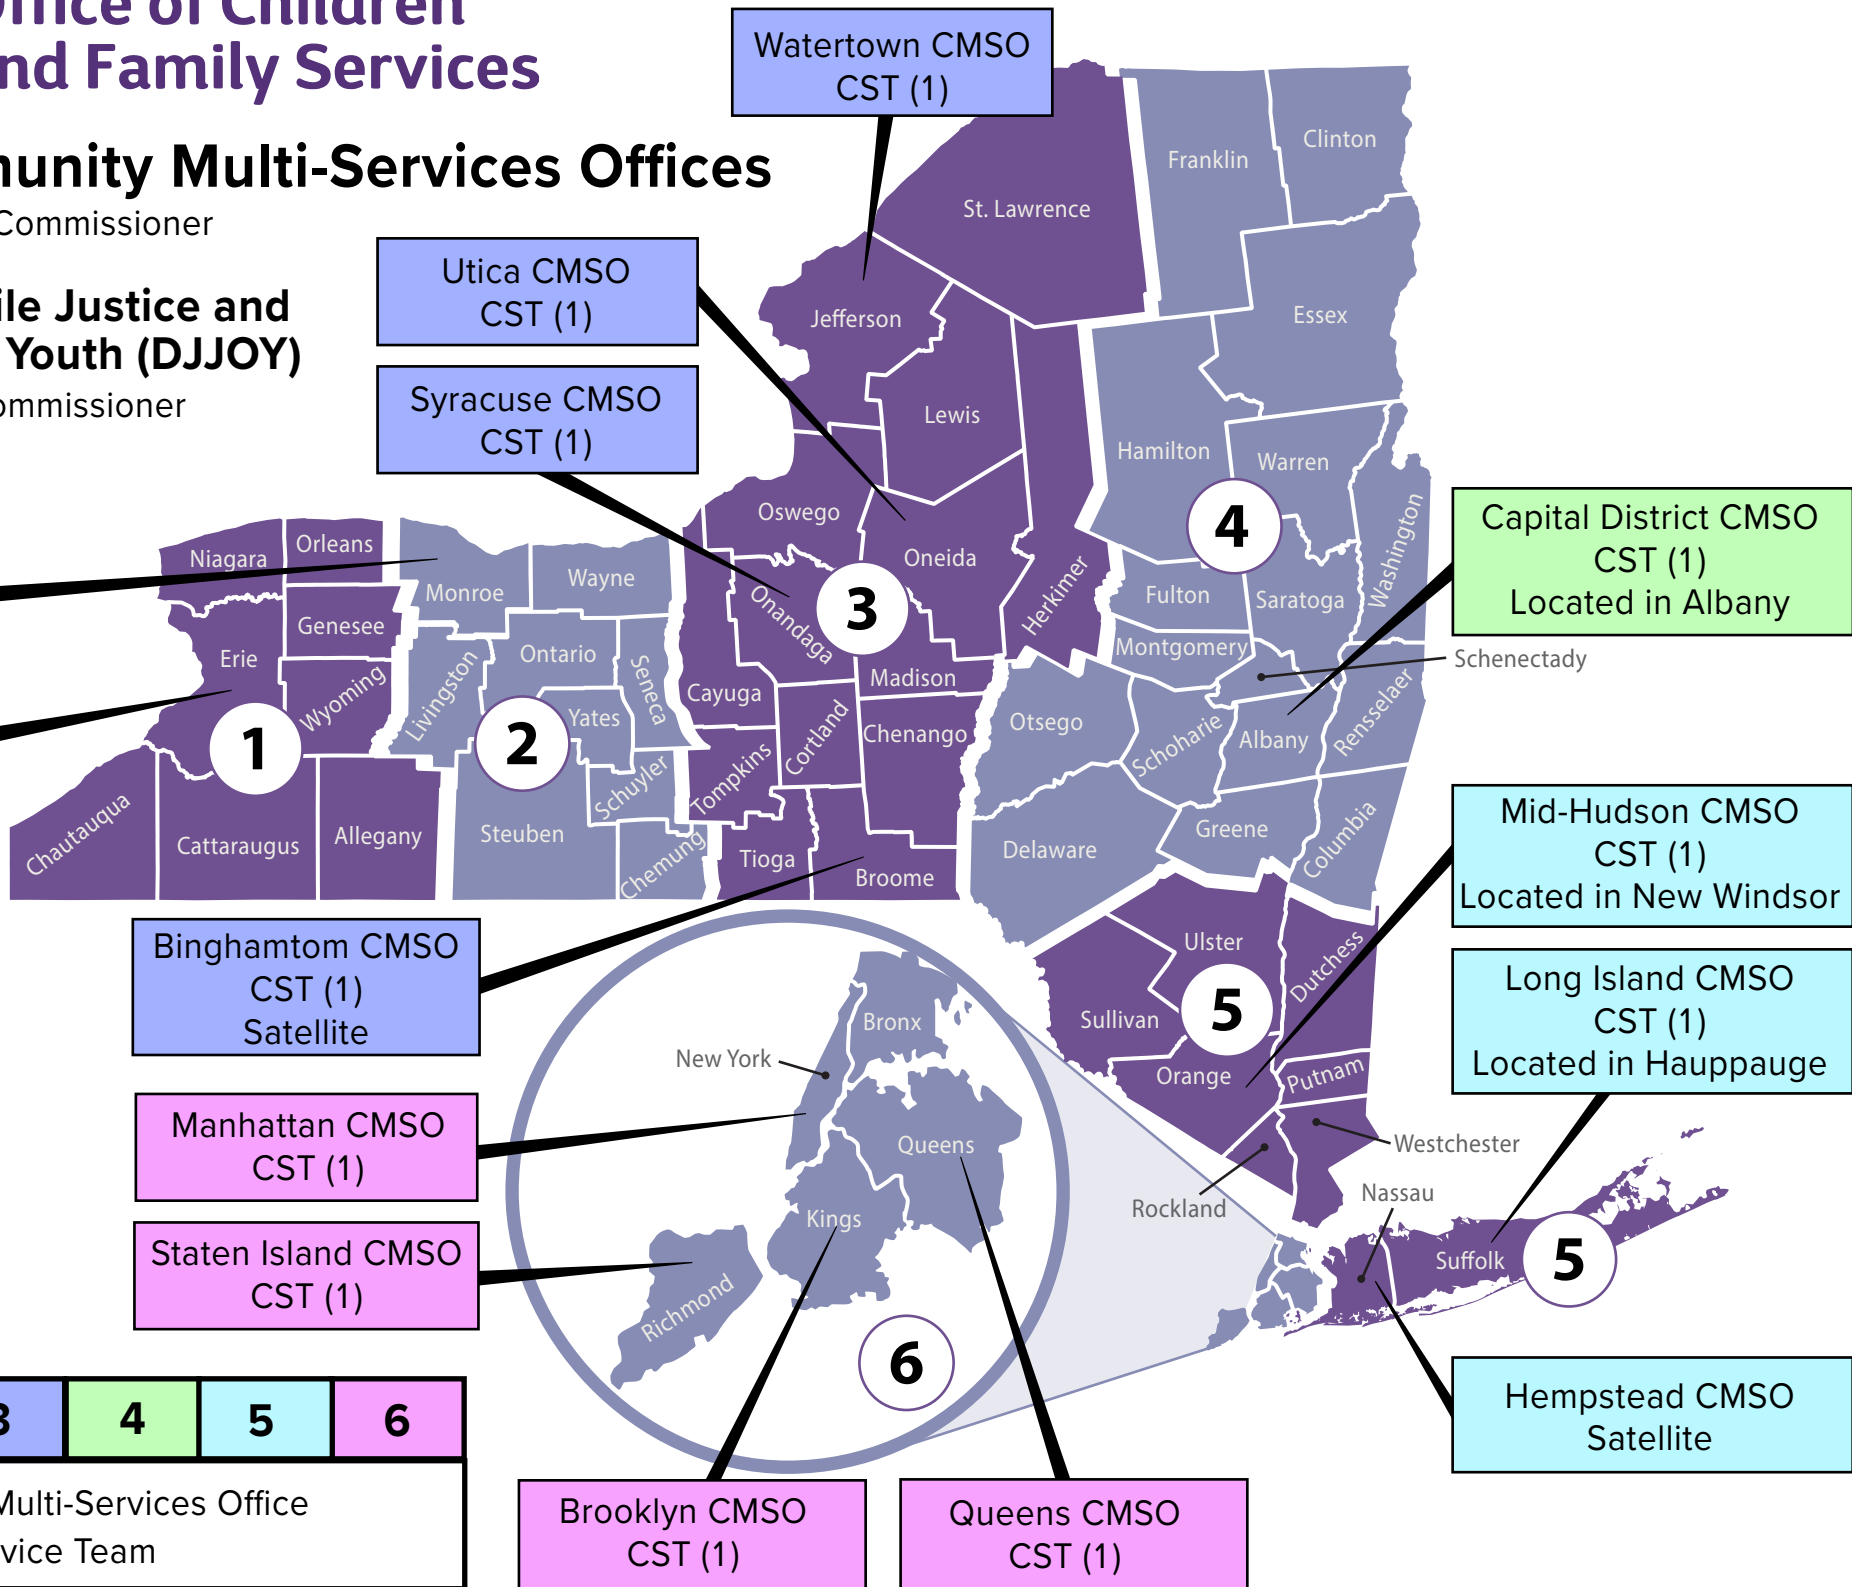 Office of Children
nd Family Services
munity Multi-Services Offices
Commissioner
ile Justice and
Youth (DJJOY)
ommissioner
Watertown CMSO
CST (1)
Utica CMSO
CST (1)
Syracuse CMSO
CST (1)
Clinton
Franklin
St. Lawrence
Essex
Jefferson
Lewis
Hamilton
Warren
Washington
4
Capital District CMSO
CST (1)
Located in Albany
Oswego
Oneida
Herkimer
Niagara
Orleans
Monroe
Wayne
Onandaga
3
Fulton
Saratoga
Genesee
Erie
Wyoming
Livingston
Ontario
Seneca
Yates
Cayuga
Madison
Montgomery
Schenectady
1
2
Cortland
Chenango
Otsego
Schoharie
Albany
Rensselaer
Tompkins
Schuyler
Chautauqua
Cattaraugus
Allegany
Steuben
Chemung
Tioga
Broome
Delaware
Greene
Columbia
Mid-Hudson CMSO
CST (1)
Located in New Windsor
Binghamtom CMSO
CST (1)
Satellite
Ulster
Dutchess
5
Sullivan
Orange
Putnam
Long Island CMSO
CST (1)
Located in Hauppauge
Bronx
New York
Manhattan CMSO
CST (1)
Queens
Westchester
Rockland
Nassau
Kings
Suffolk
5
Staten Island CMSO
CST (1)
Richmond
6
Hempstead CMSO
Satellite
3
4
5
6
Multi-Services Office
vice Team
Brooklyn CMSO
CST (1)
Queens CMSO
CST (1)